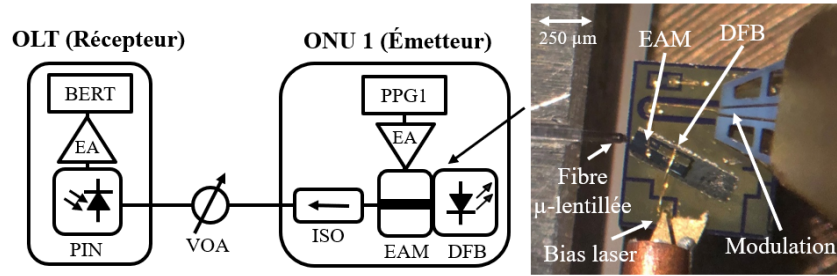 OLT (Récepteur)
BERT
EA
PIN
VOA
ONU 1 (Émetteur)
PPG1
EA
ISO
EAM
DFB
250 µm
EAM
DFB
Fibre
µ-lentillée
Bias laser
Modulation